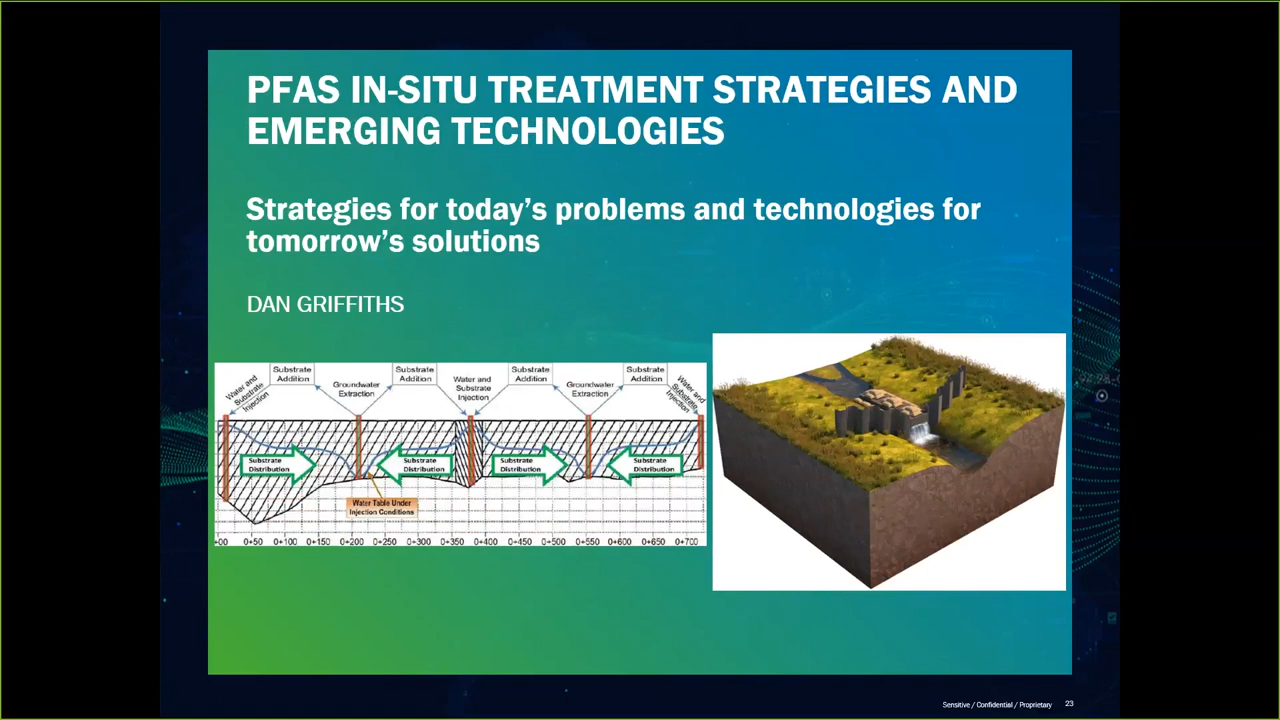 PFAS IN-SITU TREATMENT STRATEGIES AND
EMERGING TECHNOLOGIES
Strategies for today's problems and technologies for
tomorrow's solutions
DAN GRIFFITHS
Water and
Substrate
Injection
Substrate
Addition
Groundwater
Extraction
Substrate
Addition
Water and
Substrate
Injection
Substrate
Addition
Groundwater
Extraction
Substrate
Addition
Water and
Substrate
Injection
Substrate
Distribution
Substrate
Distribution
Substrate
Distribution
Substrate
Distribution
Water Table Under
Injection Conditions
+00 0+50 0+100 0+150 0+200 0+250 0+300 0+350 0+400 0+450 0+500 0+550 0+600 0+650 0+700
Sensitive / Confidential / Proprietary 23